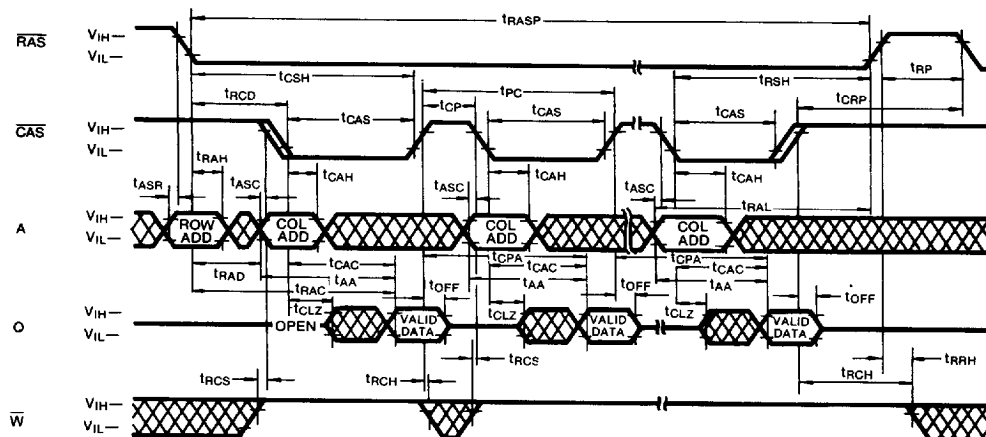 tRASP
RAS VIH
VIL
tCSH tRSH tRP
tRCD tCP tPC tCRP
tCAS tCAS tCAS
CAS VIH
VIL
tRAH
tASR tASC tCAH tASC tCAH tASC tCAH
tRAL
A VIH
VIL
ROW ADD COL ADD COL ADD COL ADD
tRAD tCAC tCPA tCAC tCPA tCAC
tAA tAA tAA
tRAC tOFF tOFF tOFF
tCLZ tCLZ tCLZ
O VIH
VIL
OPEN VALID DATA VALID DATA VALID DATA
tRCS tRCH tRCS tRCH tRRH
W VIH
VIL